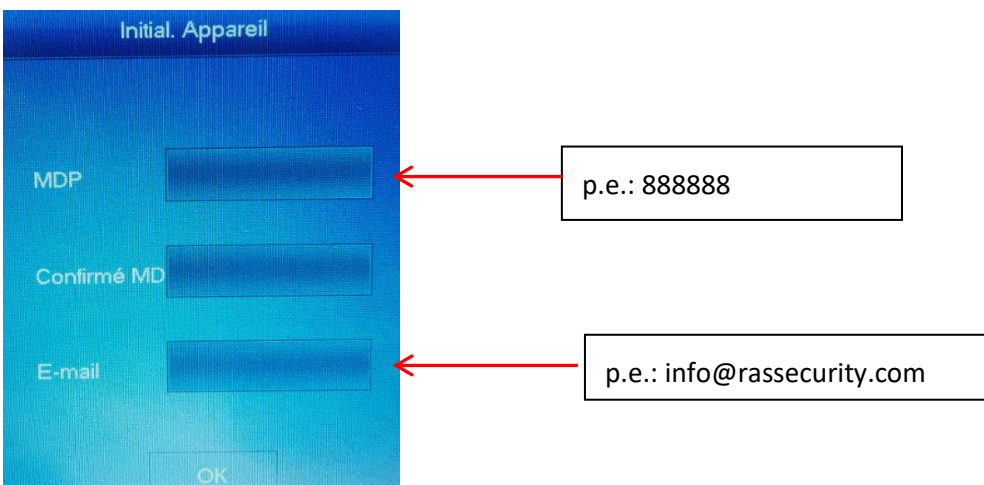 Initial. Appareil
MDP
p.e.: 888888
Confirmé MD
E-mail
p.e.: info@rassecurity.com
OK